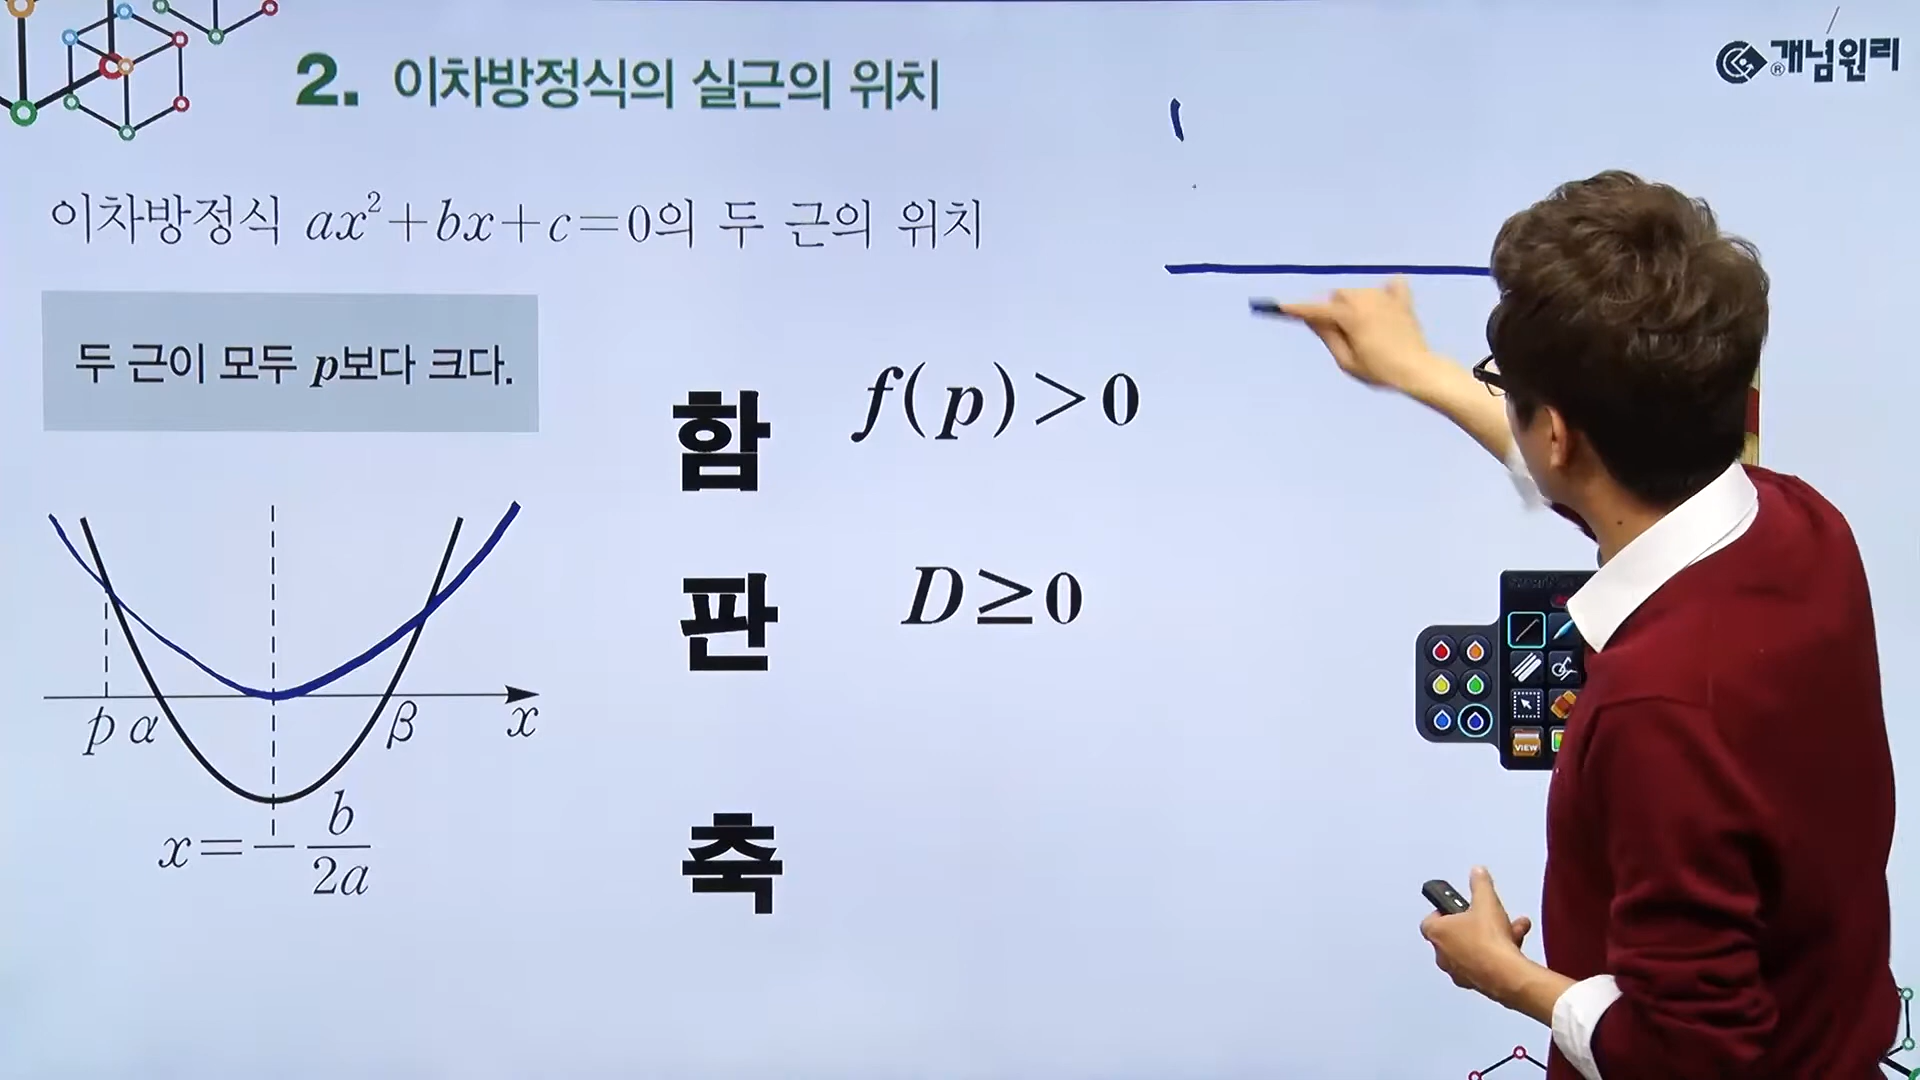 2. 이차방정식의 실근의 위치
개념원리
이차방정식 ax²+bx+c=0의 두 근의 위치
두 근이 모두 p보다 크다.
함 f(p)>0
판 D≥0
축
p α β x
x=-b/2a
VIEW